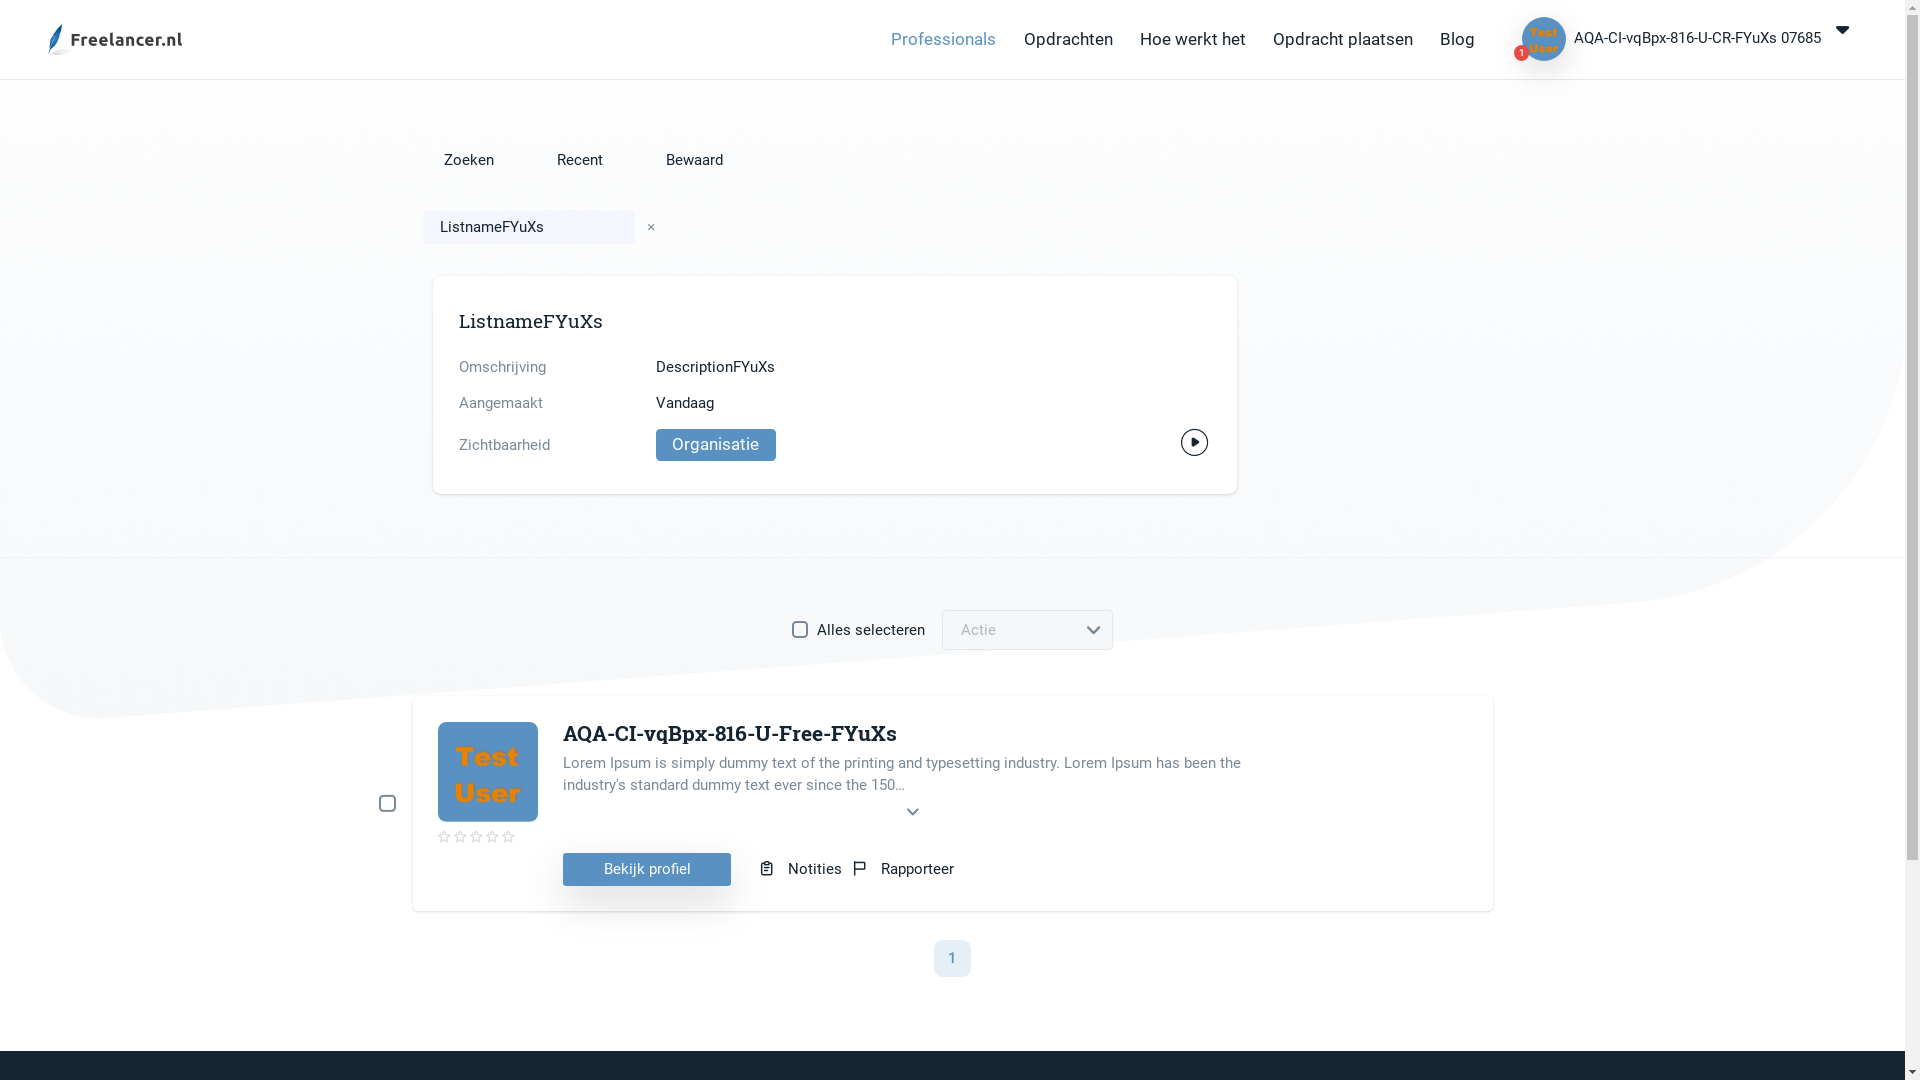 Freelancer.nl
Professionals Opdrachten Hoe werkt het Opdracht plaatsen Blog
Test User
1
AQA-CI-vqBpx-816-U-CR-FYuXs 07685
Zoeken Recent Bewaard
ListnameFYuXs ×
ListnameFYuXs
Omschrijving DescriptionFYuXs
Aangemaakt Vandaag
Zichtbaarheid Organisatie
Alles selecteren Actie
Test
User
AQA-CI-vqBpx-816-U-Free-FYuXs
Lorem Ipsum is simply dummy text of the printing and typesetting industry. Lorem Ipsum has been the
industry's standard dummy text ever since the 150...
Bekijk profiel Notities Rapporteer
1